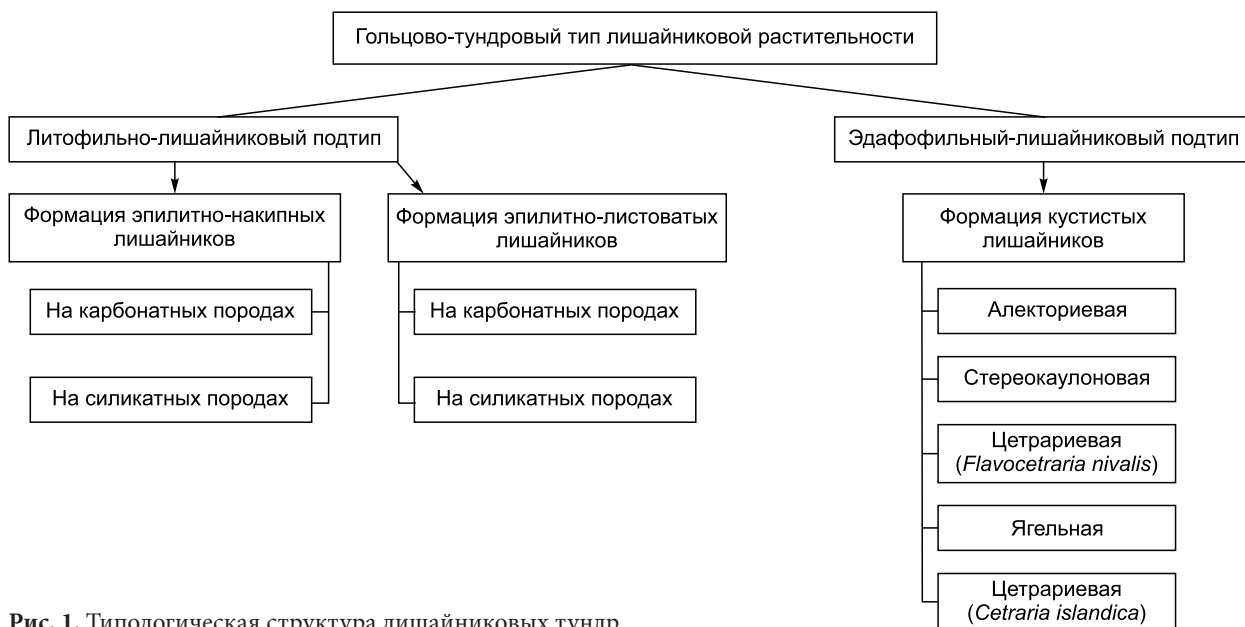 Гольцово-тундровый тип лишайниковой растительности
Литофильно-лишайниковый подтип
Эдафофильный-лишайниковый подтип
Формация эпилитно-накипных
лишайников
Формация эпилитно-листоватых
лишайников
Формация кустистых
лишайников
На карбонатных породах
На силикатных породах
На карбонатных породах
На силикатных породах
Алекториевая
Стереокаулоновая
Цетрариевая
(Flavocetraria nivalis)
Ягельная
Цетрариевая
(Cetraria islandica)
Рис. 1. Типологическая структура лишайниковых тундр